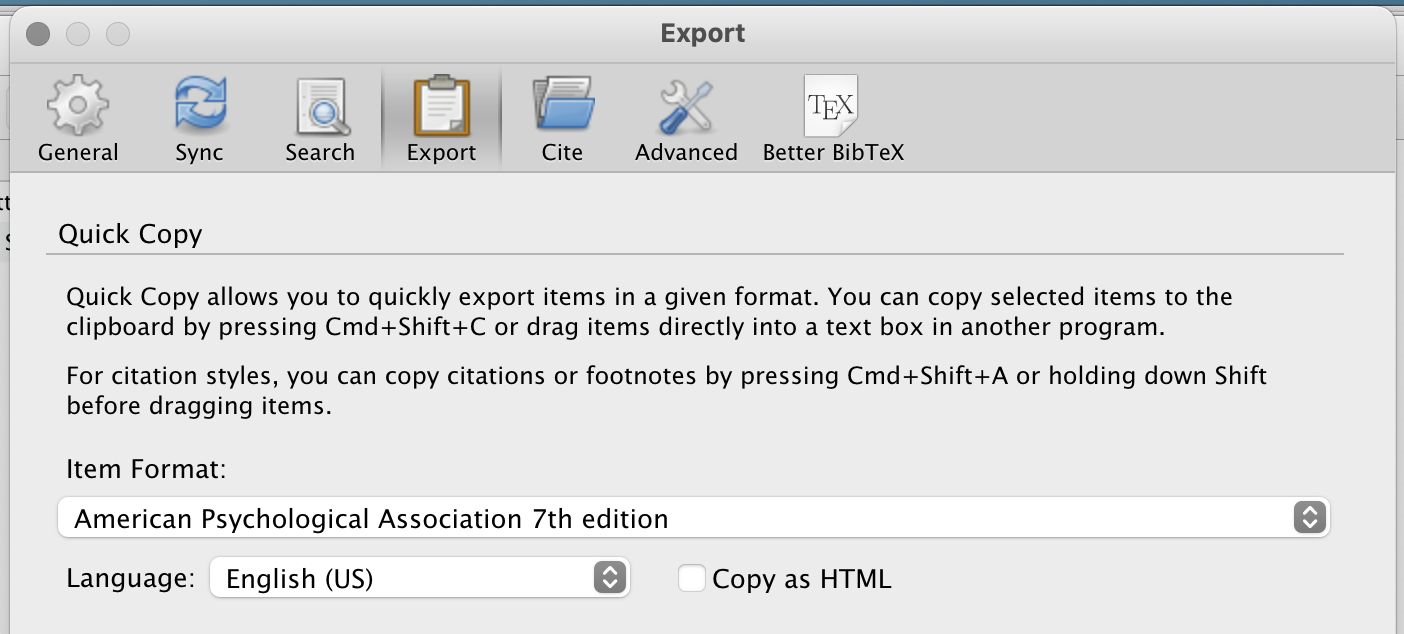 Export
General
Sync
Search
Export
Cite
Advanced
TEX
Better BibTeX
Quick Copy
Quick Copy allows you to quickly export items in a given format. You can copy selected items to the
clipboard by pressing Cmd+Shift+C or drag items directly into a text box in another program.
For citation styles, you can copy citations or footnotes by pressing Cmd+Shift+A or holding down Shift
before dragging items.
Item Format:
American Psychological Association 7th edition
Language: English (US) Copy as HTML